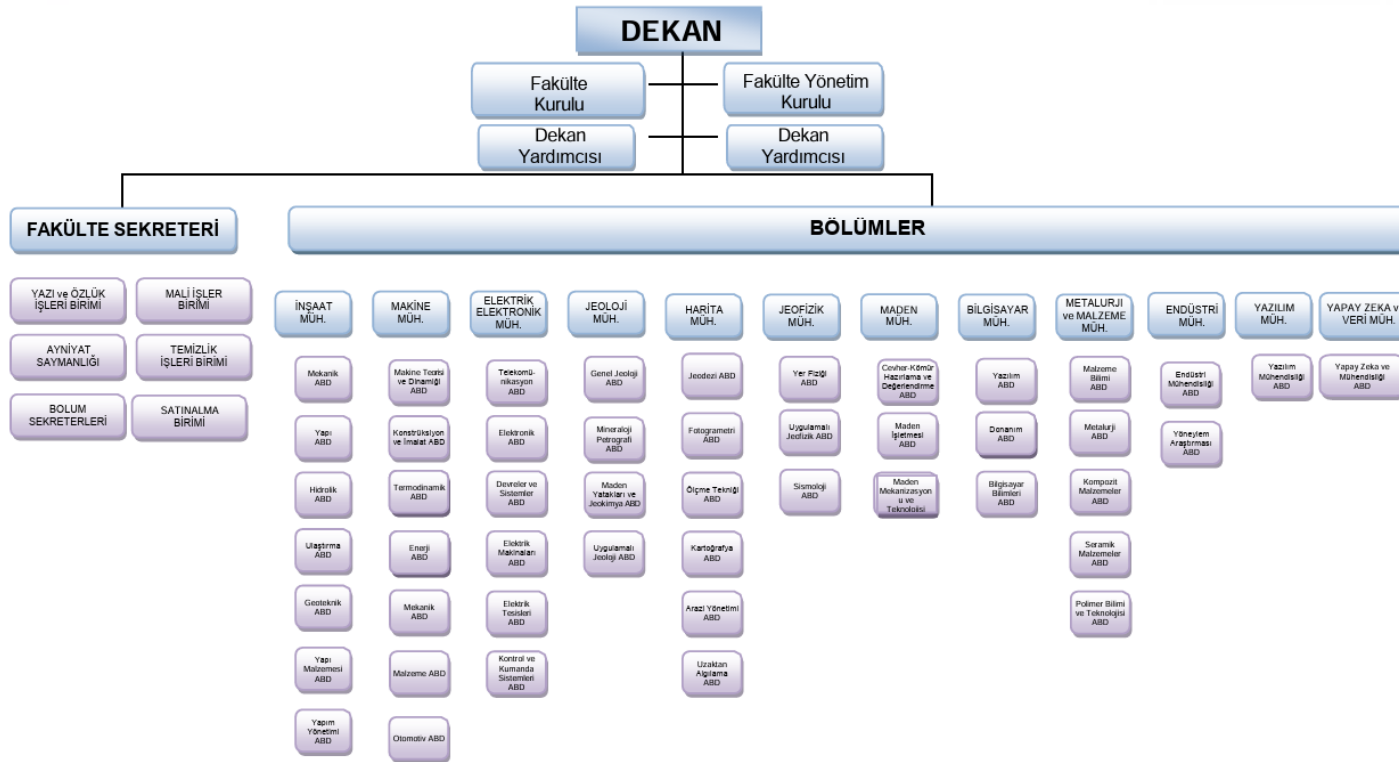 DEKAN
Fakülte
Kurulu
Fakülte Yönetim
Kurulu
Dekan
Yardımcısı
Dekan
Yardımcısı
FAKÜLTE SEKRETERİ
BÖLÜMLER
YAZI ve ÖZLÜK
İŞLERİ BİRİMİ
MALİ İŞLER
BİRİMİ
AYNİYAT
SAYMANLIĞI
TEMİZLİK
İŞLERİ BİRİMİ
BOLUM
SEKRETERLERİ
SATINALMA
BİRİMİ
İNŞAAT
MÜH.
Mekanik
ABD
Yapı
ABD
Hidrolik
ABD
Ulaştırma
ABD
Geoteknik
ABD
Yapı
Malzemesi
ABD
Yapım
Yönetimi
ABD
MAKİNE
MÜH.
Makine Teorisi
ve Dinamiği
ABD
Konstrüksiyon
ve İmalat ABD
Termodinamik
ABD
Enerji
ABD
Mekanik
ABD
Malzeme ABD
Otomotiv ABD
ELEKTRİK
ELEKTRONİK
MÜH.
Telekomü-
nikasyon
ABD
Elektronik
ABD
Devreler ve
Sistemler
ABD
Elektrik
Makinaları
ABD
Elektrik
Tesisleri
ABD
Kontrol ve
Kumanda
Sistemleri
ABD
JEOLOJİ
MÜH.
Genel Jeoloji
ABD
Mineraloji
Petrografi
ABD
Maden
Yatakları ve
Jeokimya ABD
Uygulamalı
Jeoloji ABD
HARİTA
MÜH.
Jeodezi ABD
Fotogrametri
ABD
Ölçme Tekniği
ABD
Kartoğrafya
ABD
Arazi Yönetimi
ABD
Uzaktan
Algılama
ABD
JEOFİZİK
MÜH.
Yer Fiziği
ABD
Uygulamalı
Jeofizik ABD
Sismoloji
ABD
MADEN
MÜH.
Cevher-Kömür
Hazırlama ve
Değerlendirme
ABD
Maden
İşletmesi
ABD
Maden
Mekanizasyon
u ve
Teknolojisi
BİLGİSAYAR
MÜH.
Yazılım
ABD
Donanım
ABD
Bilgisayar
Bilimleri
ABD
METALURJI
ve MALZEME
MÜH.
Malzeme
Bilimi
ABD
Metalurji
ABD
Kompozit
Malzemeler
ABD
Seramik
Malzemeler
ABD
Polimer Bilimi
ve Teknolojisi
ABD
ENDÜSTRİ
MÜH.
Endüstri
Mühendisliği
ABD
Yöneylem
Araştırması
ABD
YAZILIM
MÜH.
Yazılım
Mühendisliği
ABD
YAPAY ZEKA v
VERİ MÜH.
Yapay Zeka ve
Mühendisliği
ABD